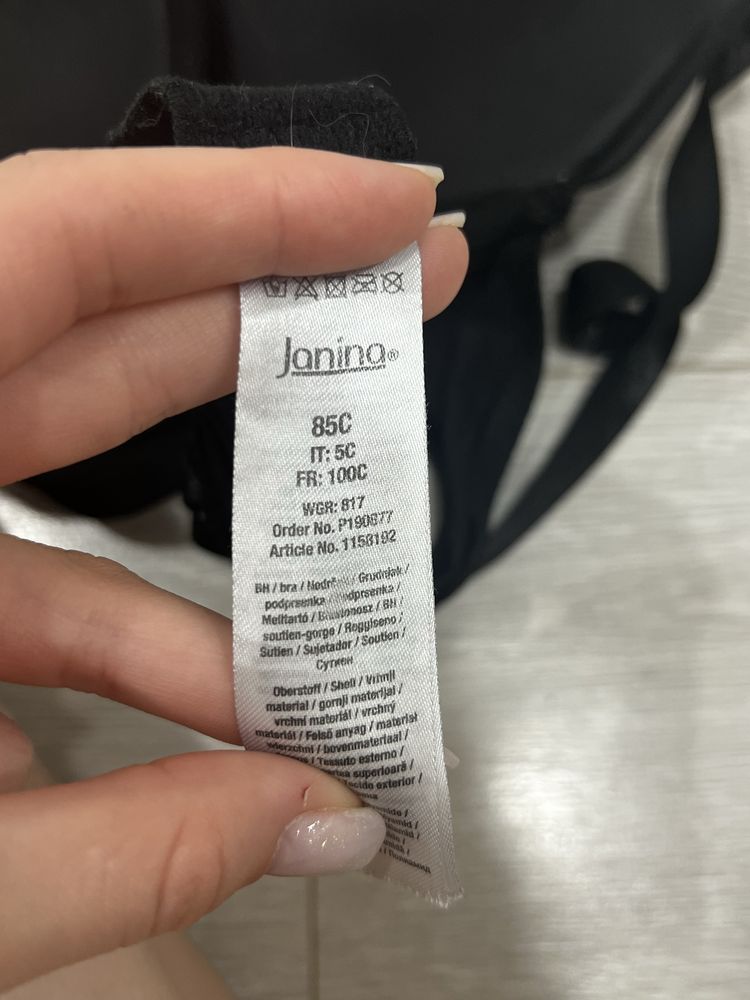 Janina®
85C
IT: 5C
FR: 100C
WGR: 817
Order No. P190877
Article No. 1158192
BH / bra / Grudnjak /
podprsenka /
Melltartó / BH /
soutien-gorge / Reggiseno /
Sutien / Sujetador / Soutien /
Сутиен
Oberstoff / Shell / Vrhnji
material / gornji materijal /
vrchní materiál / vrchný
materiál / Felső anyag / materiał
wierzchni / bovenmateriaal /
/ Tessuto esterno /
superioară /
Tecido exterior /